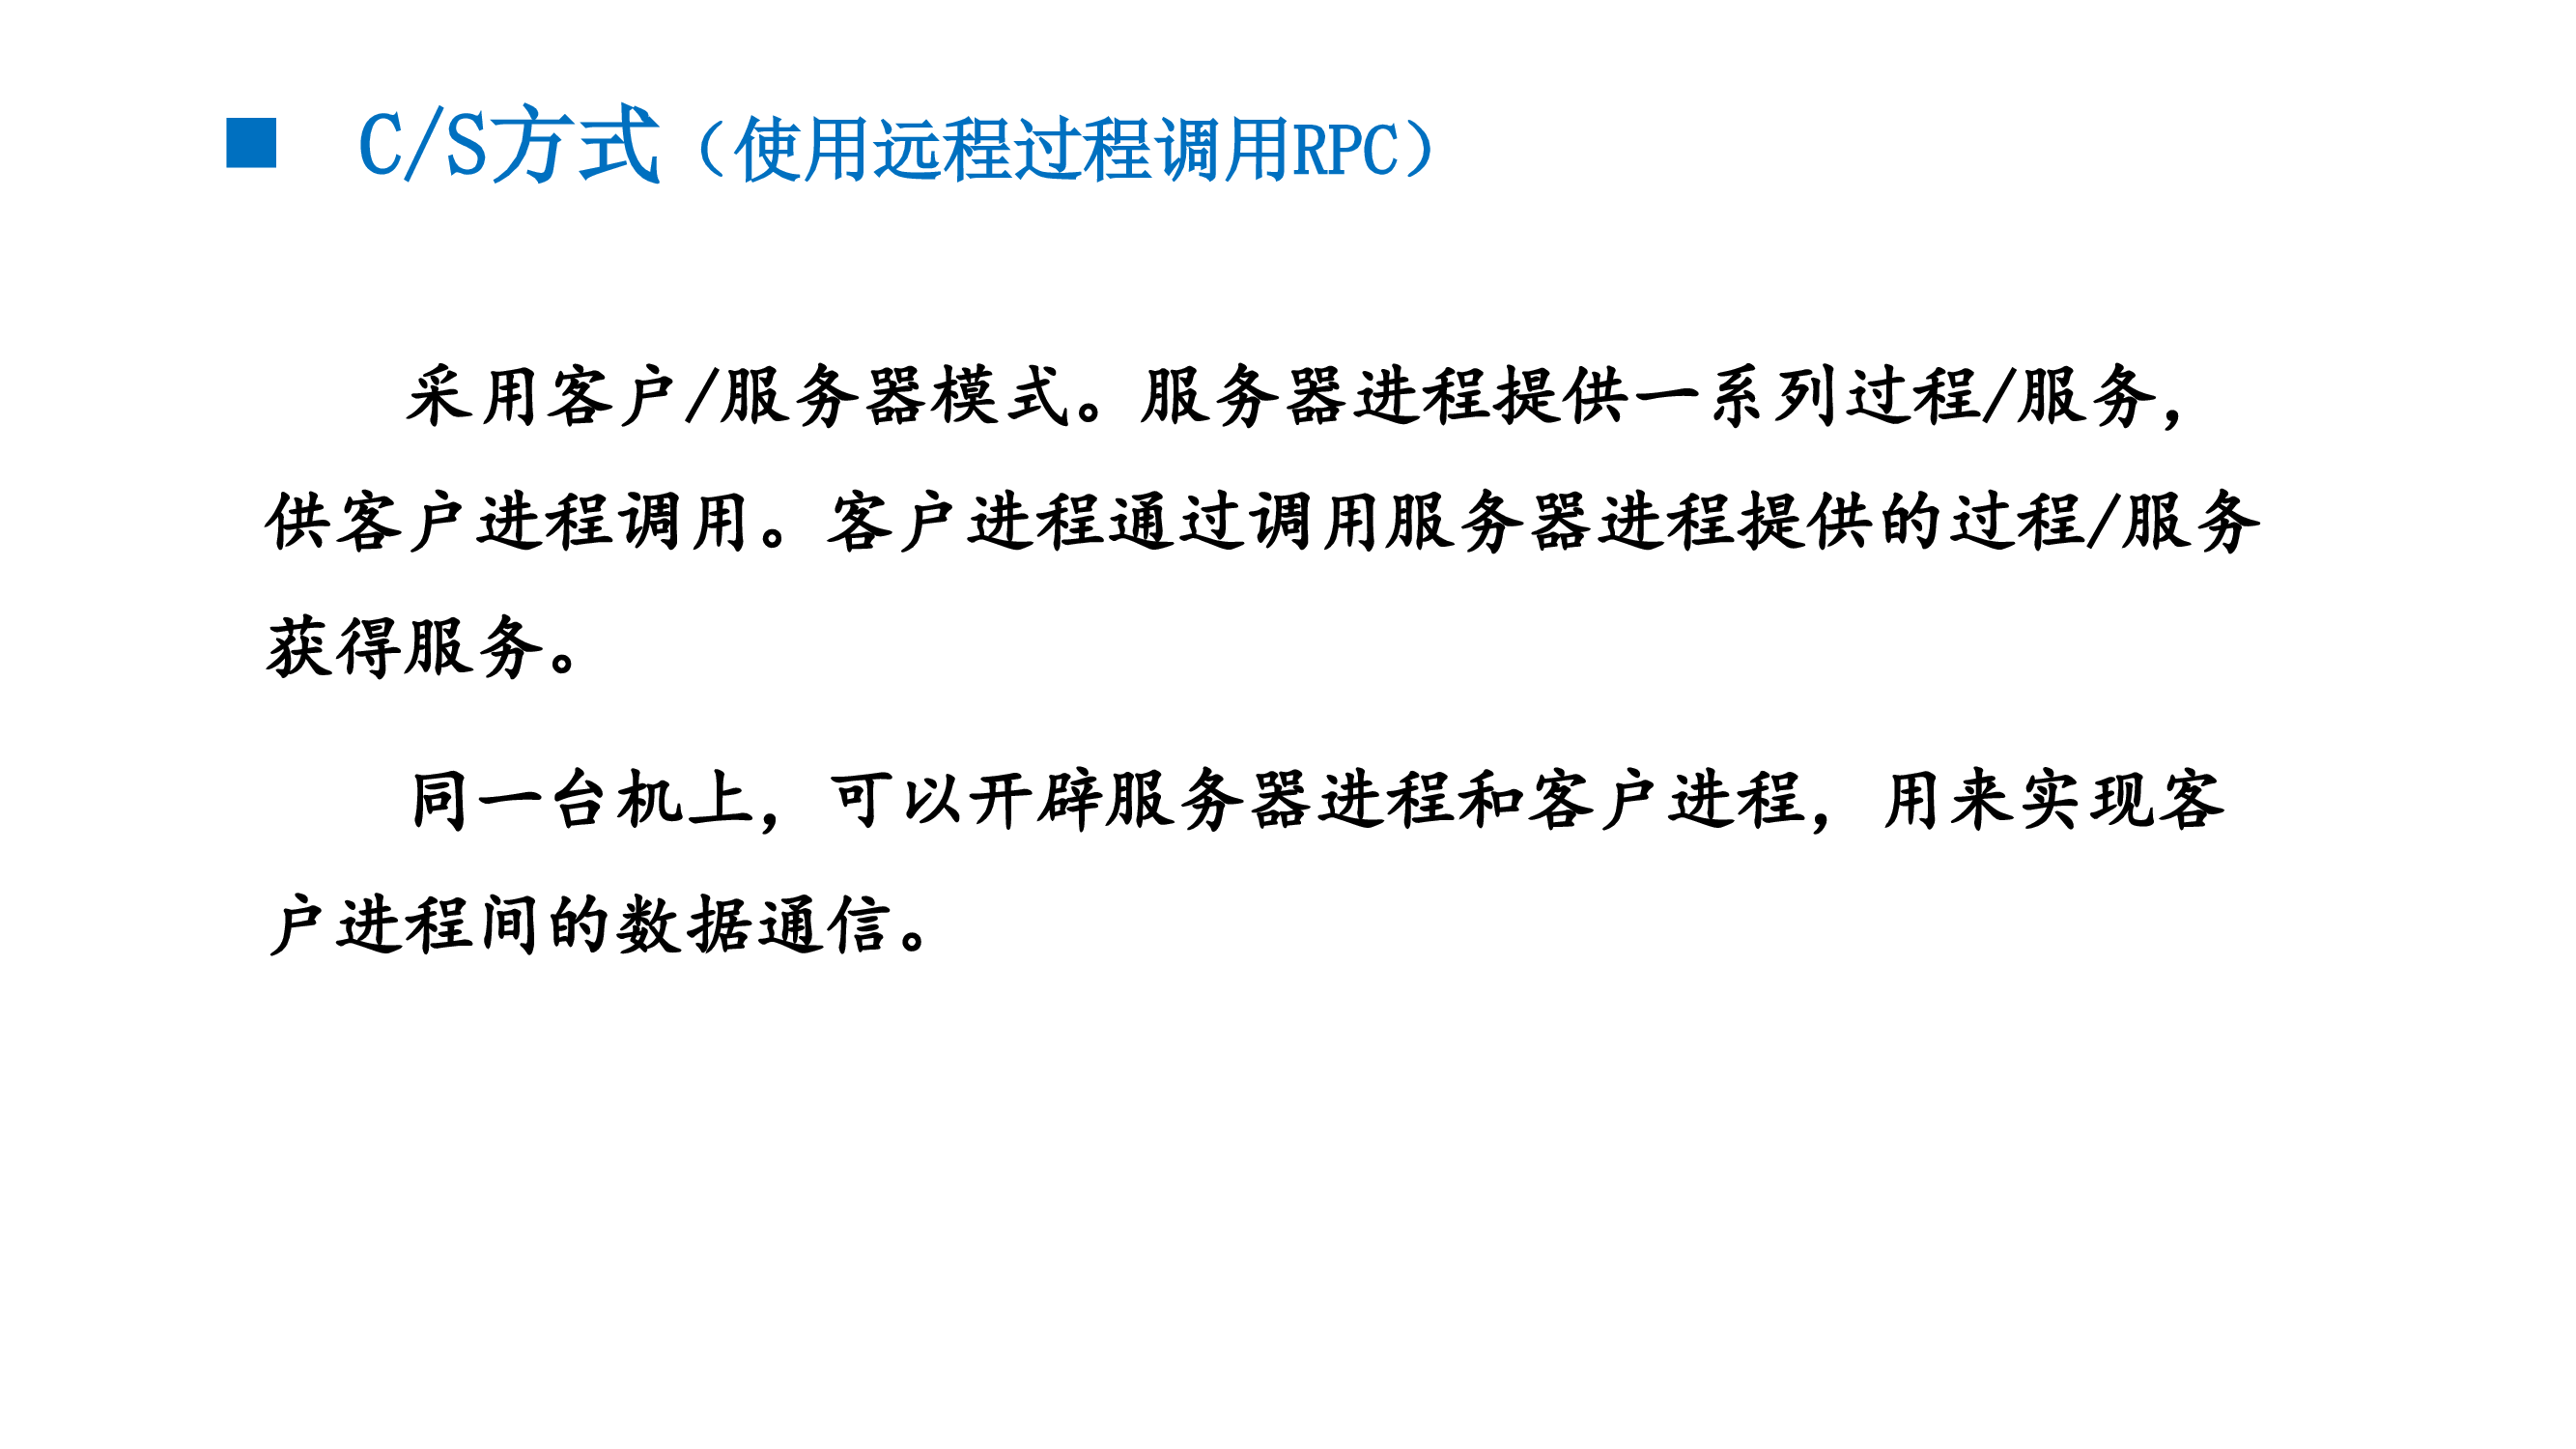 ■ C/S方式（使用远程过程调用RPC）
采用客户/服务器模式。服务器进程提供一系列过程/服务，
供客户进程调用。客户进程通过调用服务器进程提供的过程/服务
获得服务。
同一台机上，可以开辟服务器进程和客户进程，用来实现客
户进程间的数据通信。